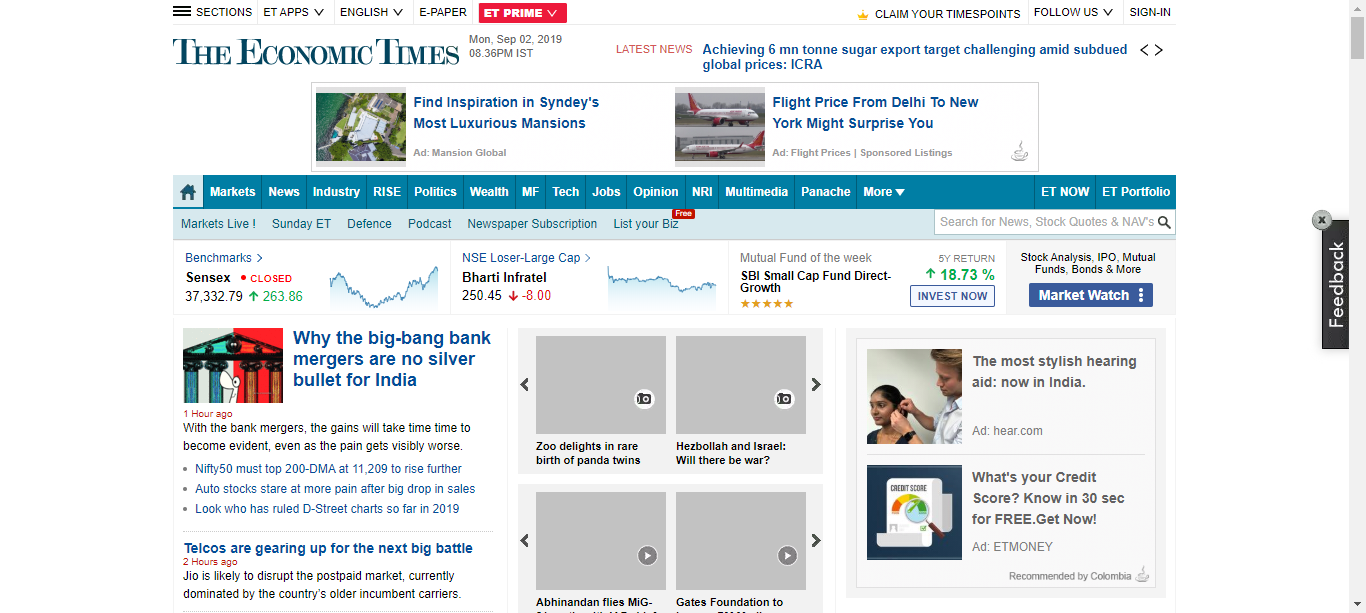 SECTIONS
ET APPS
ENGLISH
E-PAPER
ET PRIME
CLAIM YOUR TIMESPOINTS
FOLLOW US
SIGN-IN
THE ECONOMIC TIMES
Mon, Sep 02, 2019
08.36PM IST
LATEST NEWS
Achieving 6 mn tonne sugar export target challenging amid subdued
global prices: ICRA
Find Inspiration in Syndey's
Most Luxurious Mansions
Ad: Mansion Global
Flight Price From Delhi To New
York Might Surprise You
Ad: Flight Prices | Sponsored Listings
Markets
News
Industry
RISE
Politics
Wealth
MF
Tech
Jobs
Opinion
NRI
Multimedia
Panache
More
ET NOW
ET Portfolio
Markets Live !
Sunday ET
Defence
Podcast
Newspaper Subscription
List your Biz
Free
Search for News, Stock Quotes & NAV's
Benchmarks
Sensex
CLOSED
37,332.79
263.86
NSE Loser-Large Cap
Bharti Infratel
250.45
-8.00
Mutual Fund of the week
SBI Small Cap Fund Direct-
Growth
5Y RETURN
18.73 %
INVEST NOW
Stock Analysis, IPO, Mutual
Funds, Bonds & More
Market Watch
x
Feedback
Why the big-bang bank
mergers are no silver
bullet for India
1 Hour ago
With the bank mergers, the gains will take time time to
become evident, even as the pain gets visibly worse.
Nifty50 must top 200-DMA at 11,209 to rise further
Auto stocks stare at more pain after big drop in sales
Look who has ruled D-Street charts so far in 2019
Telcos are gearing up for the next big battle
2 Hours ago
Jio is likely to disrupt the postpaid market, currently
dominated by the country's older incumbent carriers.
Zoo delights in rare
birth of panda twins
Hezbollah and Israel:
Will there be war?
Abhinandan flies MiG-
Gates Foundation to
The most stylish hearing
aid: now in India.
Ad: hear.com
CREDIT SCORE
What's your Credit
Score? Know in 30 sec
for FREE.Get Now!
Ad: ETMONEY
Recommended by Colombia